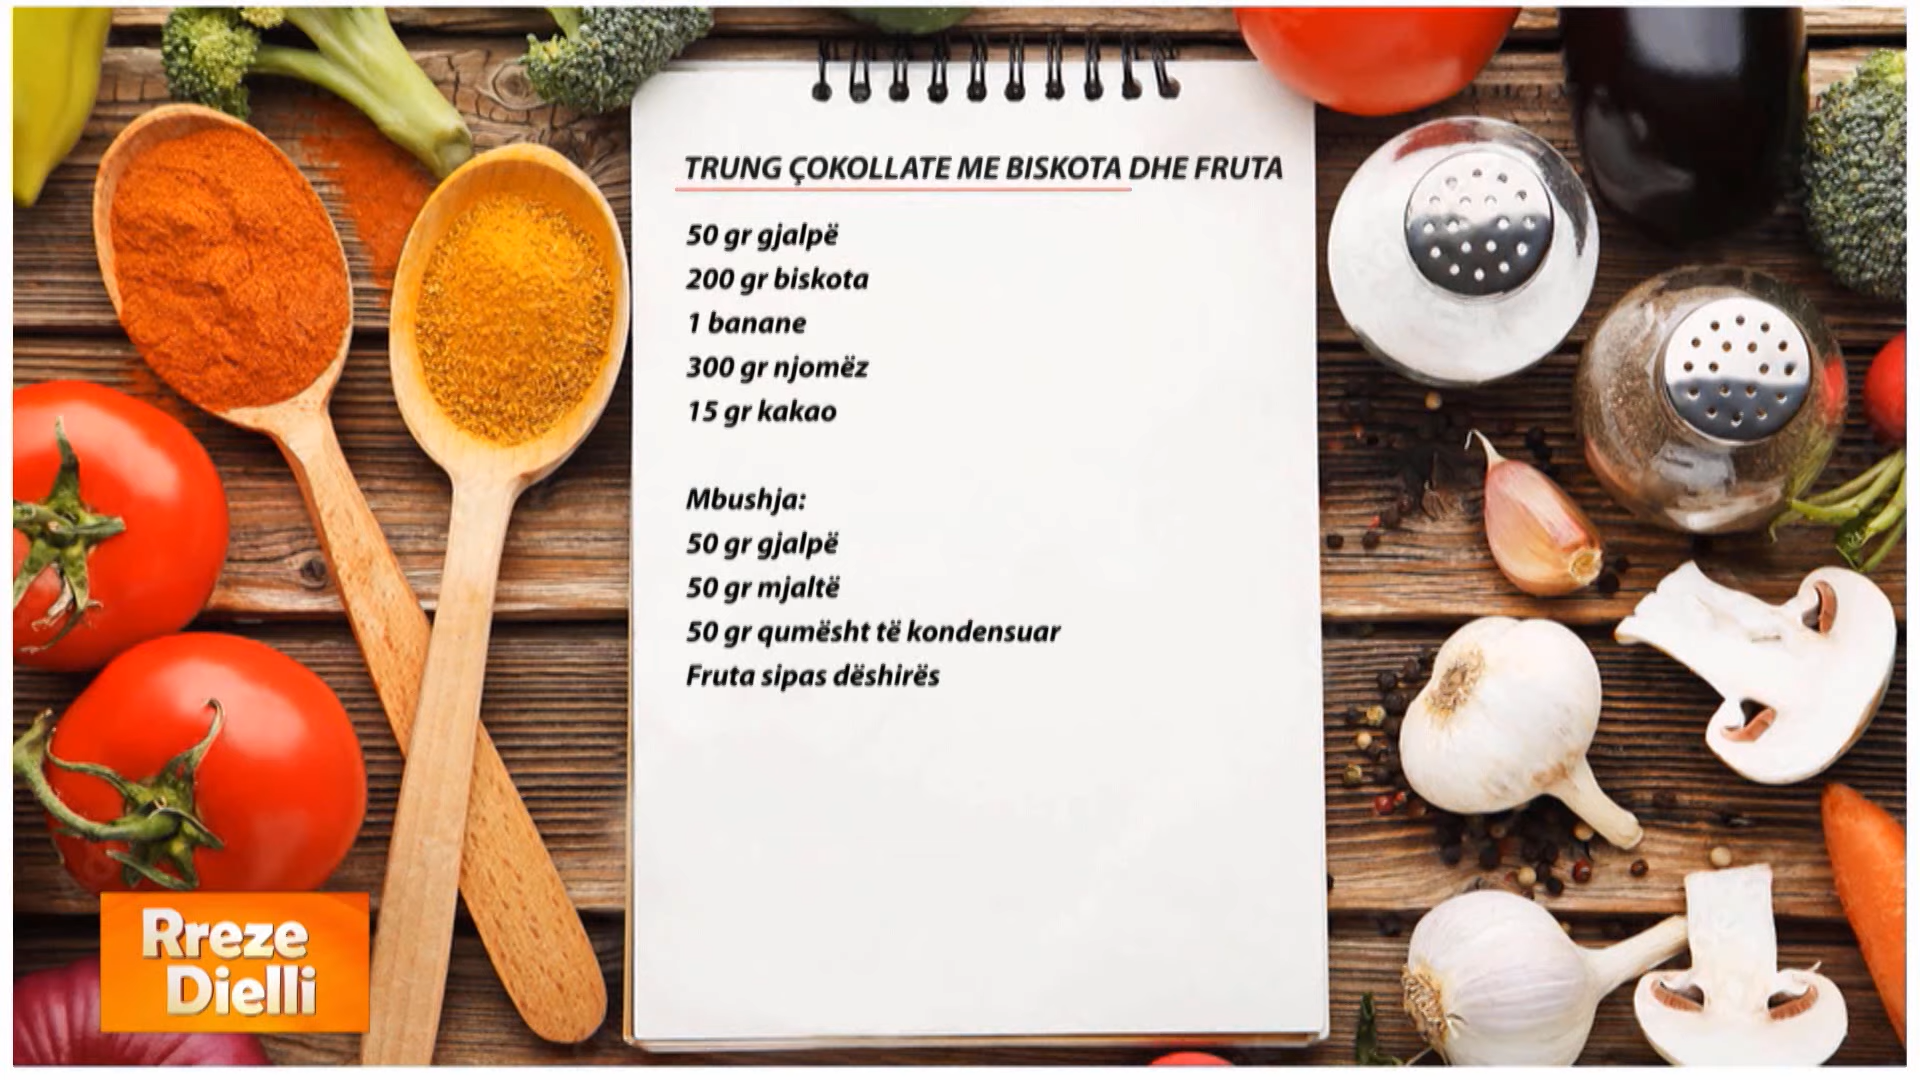 TRUNG ÇOKOLLATE ME BISKOTA DHE FRUTA
50 gr gjalpë
200 gr biskota
1 banane
300 gr njomëz
15 gr kakao
Mbushja:
50 gr gjalpë
50 gr mjaltë
50 gr qumësht të kondensuar
Fruta sipas dëshirës
Rreze
Dielli